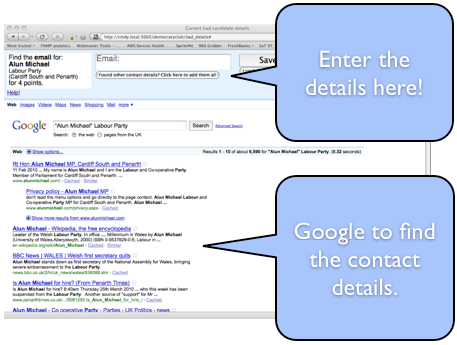 Correct bad candidate details
http://cindy.local:3000/democracyclub/bad_details#
Most Visited
YNMP analytics
Webmaster Tools
AWS Service Health ...
SpriteMe
960 Gridder
FreshBooks
Find the email for:
Alun Michael
Labour Party
(Cardiff South and Penarth)
for 4 points.
Help!
Email:
Found other contact details? Click here to add them all
Save
Enter the
details here!
Web Images Videos Maps News Shopping Mail more
Google
"Alun Michael" Labour Party
Search
Advanced Search
Search: the web pages from the UK
Web Show options...
Results 1 - 10 of about 6,590 for "Alun Michael" Labour Party. (0.32 seconds)
Rt Hon Alun Michael MP, Cardiff South and Penarth
11 Feb 2010 ... My name is Alun Michael and I am the Labour and Co-operative Party
Member of Parliament for Cardiff South and Penarth. ...
www.alunmichael.com/ - Cached - Similar
Privacy policy - Alun Michael MP
don't read the menu options and go directly to the page content. Alun Michael Labour and
Co-operative Party MP for Cardiff South and Penarth. Alun Michael ...
www.alunmichael.com/privacy.aspx - Cached
Show more results from www.alunmichael.com
Alun Michael - Wikipedia, the free encyclopedia
Leader of the Welsh Labour Party. In office ... Millennium in Wales by Alun Michael
(University of Wales, Aberystwyth, 2000) ISBN 0-9537829-0-5; Labour in ...
en.wikipedia.org/wiki/Alun_Michael - Cached - Similar
BBC News | WALES | Welsh first secretary quits
Alun Michael stands down as first secretary of the National Assembly for Wales, bringing
severe embarrassment to the Labour Party.
news.bbc.co.uk/2/hi/uk_news/wales/638088.stm - Cached
Is Alun Michael for hire? (From Penarth Times)
Is Alun Michael for hire? 9:40am Thursday 25th March 2010 ... who this week has been
suspended from the Labour Party . Another source of "support" for Mr ...
www.penarthtimes.co.uk/.../5081255.Is_Alun_Michael_for_hire_/ - Cached
Alun Michael - Co operative Party - Parties - UK Politics - news
Google to find
the contact
details.